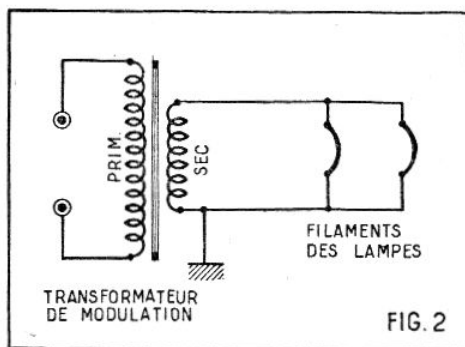 PRIM.
SEC
FILAMENTS
DES LAMPES
TRANSFORMATEUR
DE MODULATION
FIG. 2